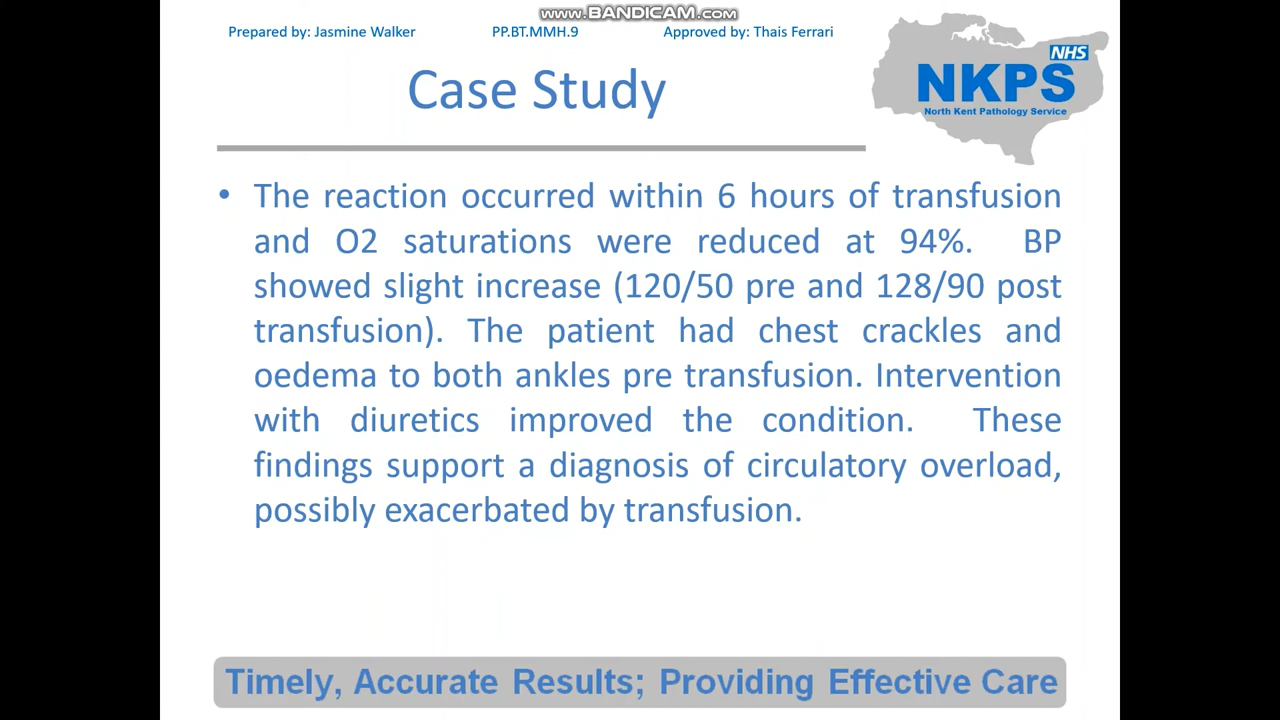 www.BANDICAM.com
Prepared by: Jasmine Walker PP.BT.MMH.9 Approved by: Thais Ferrari
NHS
Case Study
NKPS
North Kent Pathology Service
• The reaction occurred within 6 hours of transfusion
and O2 saturations were reduced at 94%. BP
showed slight increase (120/50 pre and 128/90 post
transfusion). The patient had chest crackles and
oedema to both ankles pre transfusion. Intervention
with diuretics improved the condition. These
findings support a diagnosis of circulatory overload,
possibly exacerbated by transfusion.
Timely, Accurate Results; Providing Effective Care